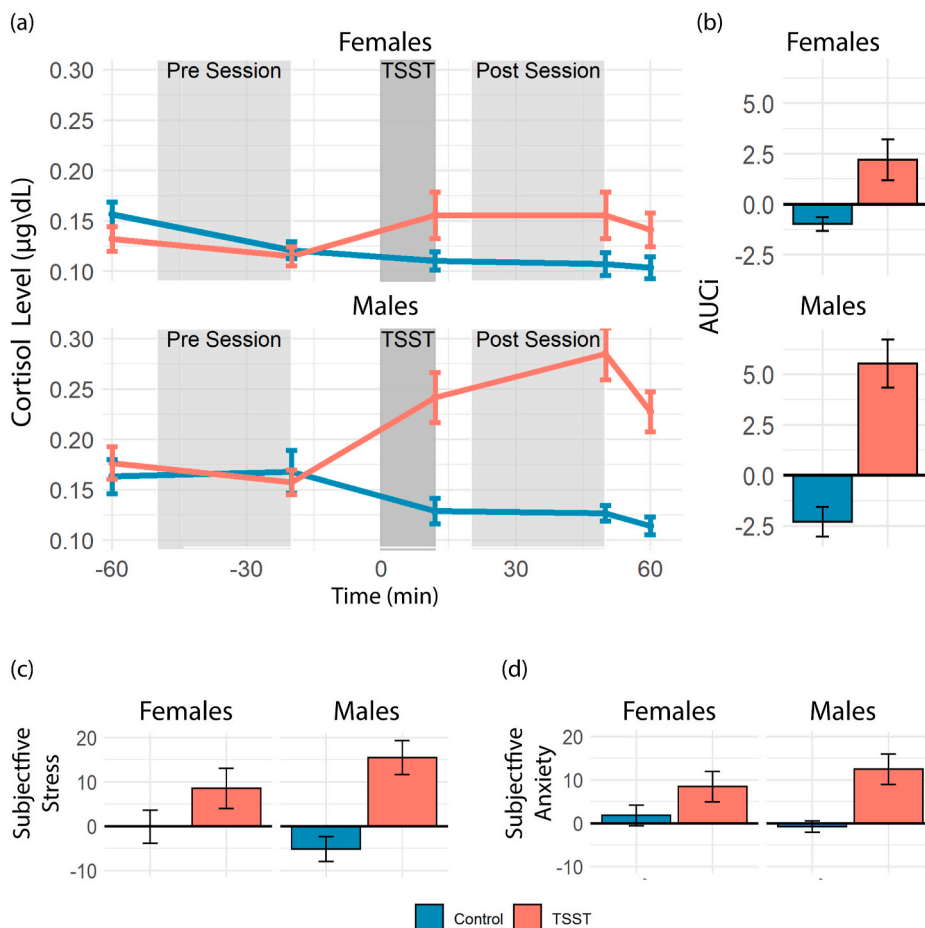 (a)
Females
0.30
0.25
0.20
0.15
0.10
Pre Session
TSST
Post Session
Males
0.30
0.25
0.20
0.15
0.10
Pre Session
TSST
Post Session
Cortisol Level (µg\dL)
-60
-30
0
30
60
Time (min)
(b)
Females
5.0
2.5
0.0
-2.5
AUCi
Males
5.0
2.5
0.0
-2.5
(c)
Females
Males
Subjectfive
Stress
20
10
0
-10
(d)
Females
Males
Subjectfive
Anxiety
20
10
0
-10
Control
TSST